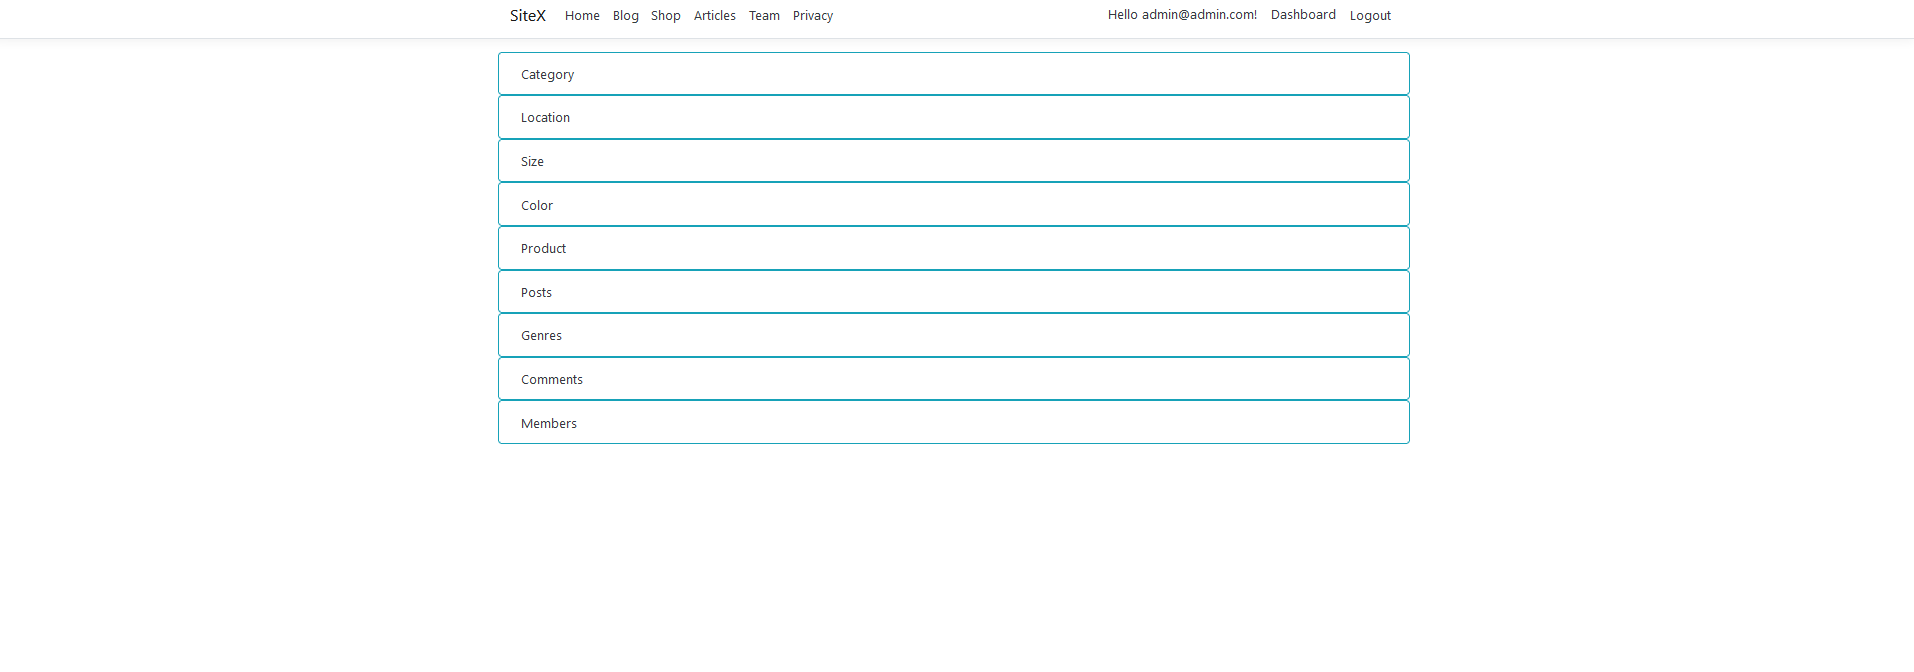 SiteX Home Blog Shop Articles Team Privacy Hello admin@admin.com! Dashboard Logout
Category
Location
Size
Color
Product
Posts
Genres
Comments
Members